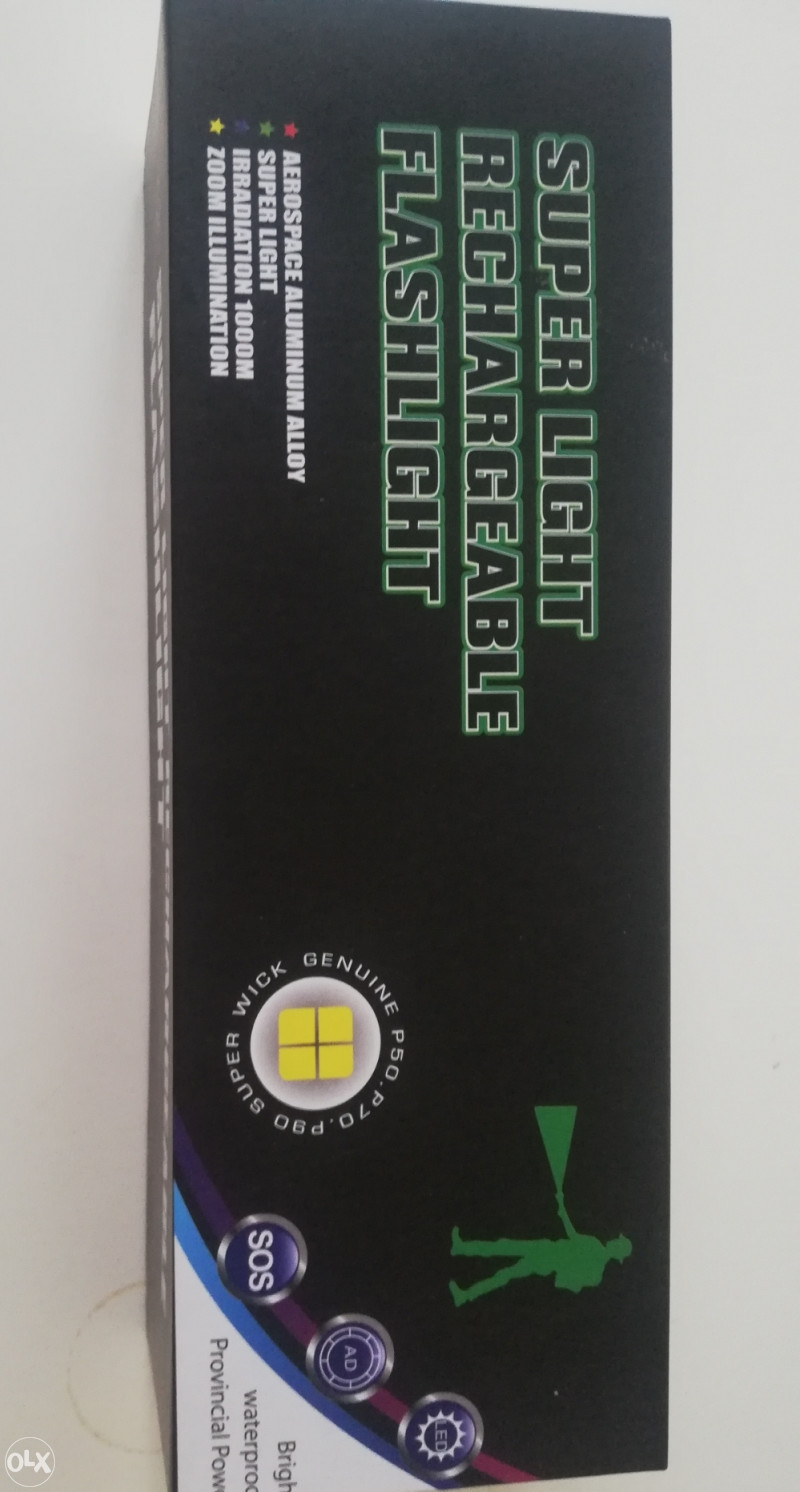 SUPER LIGHT
RECHARGEABLE
FLASHLIGHT
AEROSPACE ALUMINUM ALLOY
SUPER LIGHT
IRRADIATION 1000M
ZOOM ILLUMINATION
SUPER WICK GENUINE P50.P70.P90
SOS
AD
LED
Brigh
waterproo
Provincial Pow
OLX